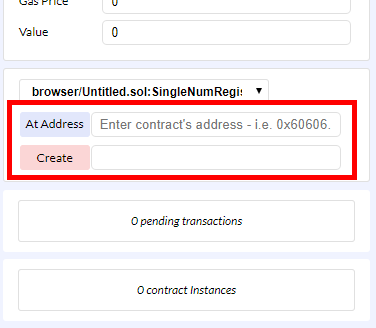 Gas Price 0
Value 0
browser/Untitled.sol:SingleNumRegis
At Address Enter contract's address - i.e. 0x60606.
Create
0 pending transactions
0 contract Instances